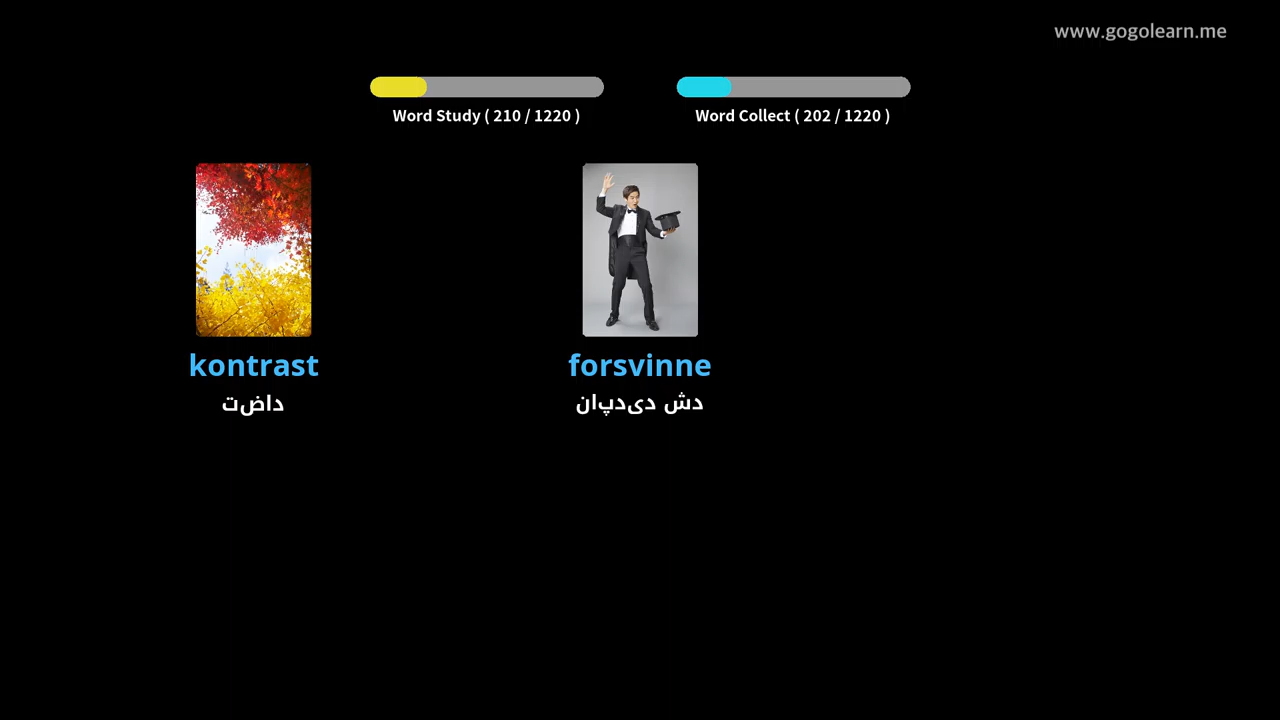 www.gogolearn.me
Word Study ( 210 / 1220 )
Word Collect ( 202 / 1220 )
kontrast
داضت
forsvinne
دش دیدپان